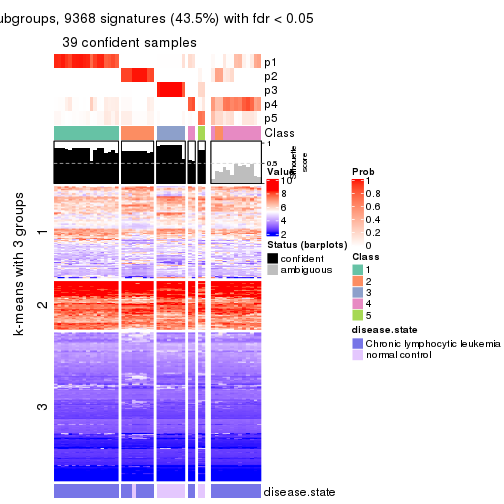 ubgroups, 9368 signatures (43.5%) with fdr < 0.05
39 confident samples
p1
p2
p3
p4
p5
Class
1
0.5
0
Silhouette
score
k-means with 3 groups
1
2
3
Value
10
8
6
4
2
Status (barplots)
confident
ambiguous
Prob
1
0.8
0.6
0.4
0.2
0
Class
1
2
3
4
5
disease.state
Chronic lymphocytic leukemia
normal control
disease.state